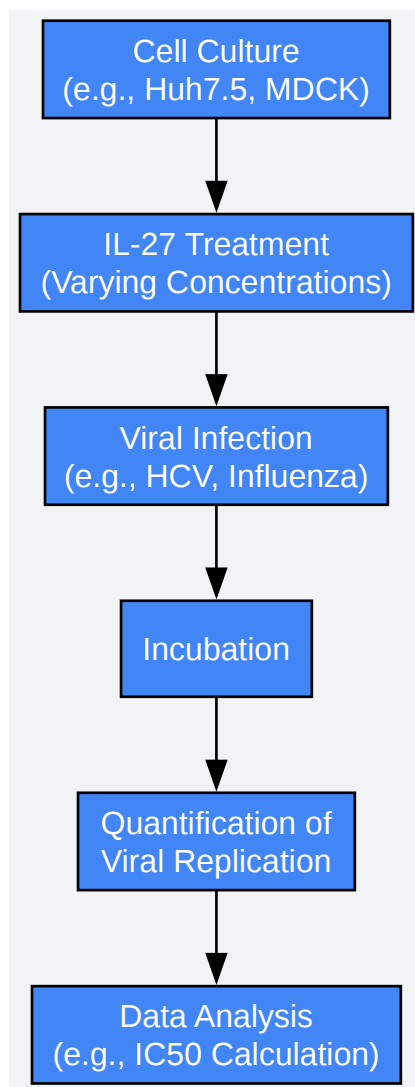 Cell Culture
(e.g., Huh7.5, MDCK)
IL-27 Treatment
(Varying Concentrations)
Viral Infection
(e.g., HCV, Influenza)
Incubation
Quantification of
Viral Replication
Data Analysis
(e.g., IC50 Calculation)